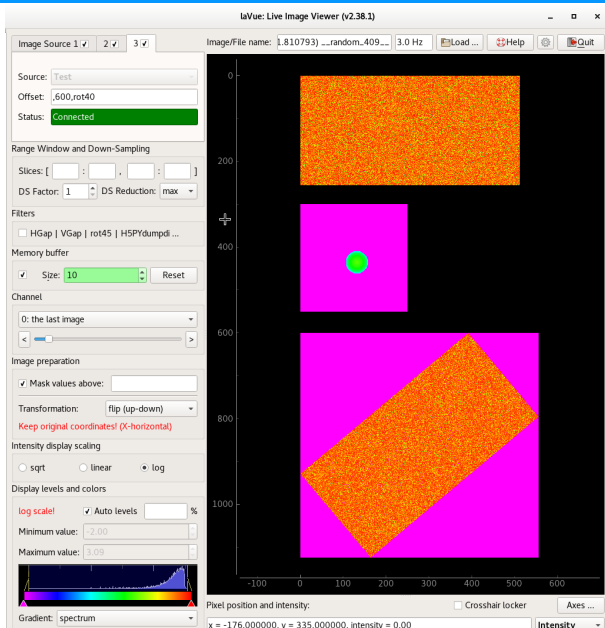 laVue: Live Image Viewer (v2.38.1)
Image Source 1 2 3
Image/File name: 1.810793) __random_409__ 3.0 Hz Load ... Help Quit
Source: Test
Offset: ,600,rot40
Status: Connected
Range Window and Down-Sampling
Slices: [ : , : ]
DS Factor: 1 DS Reduction: max
Filters
HGap | VGap | rot45 | H5PYdumpdi ...
Memory buffer
Size: 10 Reset
Channel
0: the last image
< >
Image preparation
Mask values above:
Transformation: flip (up-down)
Keep original coordinates! (X-horizontal)
Intensity display scaling
sqrt linear log
Display levels and colors
log scale! Auto levels %
Minimum value: -2.00
Maximum value: 3.09
Gradient: spectrum
0
200
400
600
800
1000
-100 0 100 200 300 400 500 600
Pixel position and intensity: Crosshair locker Axes ...
x = -176.000000, y = 335.000000, intensity = 0.00 Intensity